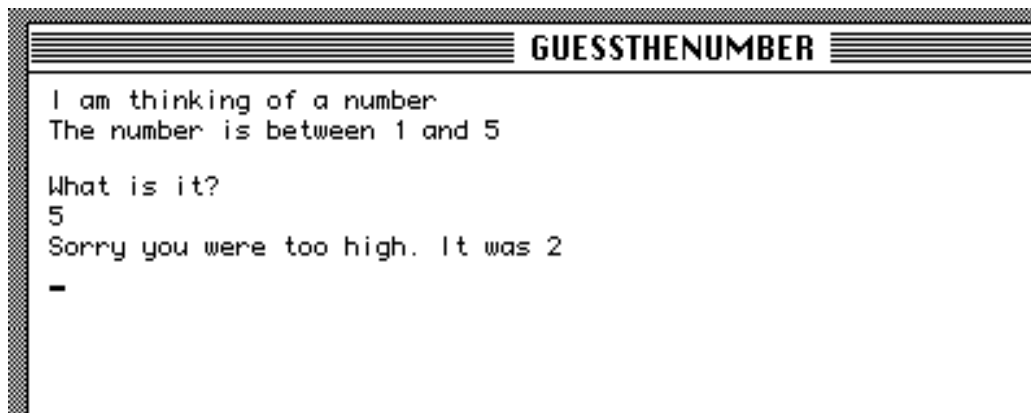 GUESSTHENUMBER
I am thinking of a number
The number is between 1 and 5
What is it?
5
Sorry you were too high. It was 2